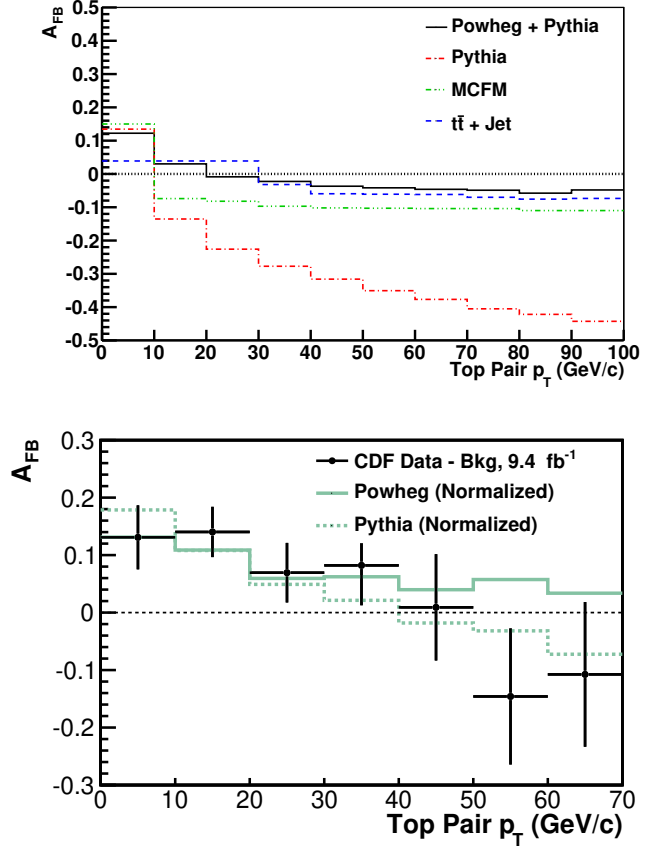 A_FB
0.5
0.4
0.3
0.2
0.1
0
-0.1
-0.2
-0.3
-0.4
-0.5
Powheg + Pythia
Pythia
MCFM
tt̄ + Jet
0 10 20 30 40 50 60 70 80 90 100
Top Pair p_T (GeV/c)
A_FB
0.3
0.2
0.1
0
-0.1
-0.2
-0.3
CDF Data - Bkg, 9.4 fb⁻¹
Powheg (Normalized)
Pythia (Normalized)
0 10 20 30 40 50 60 70
Top Pair p_T (GeV/c)